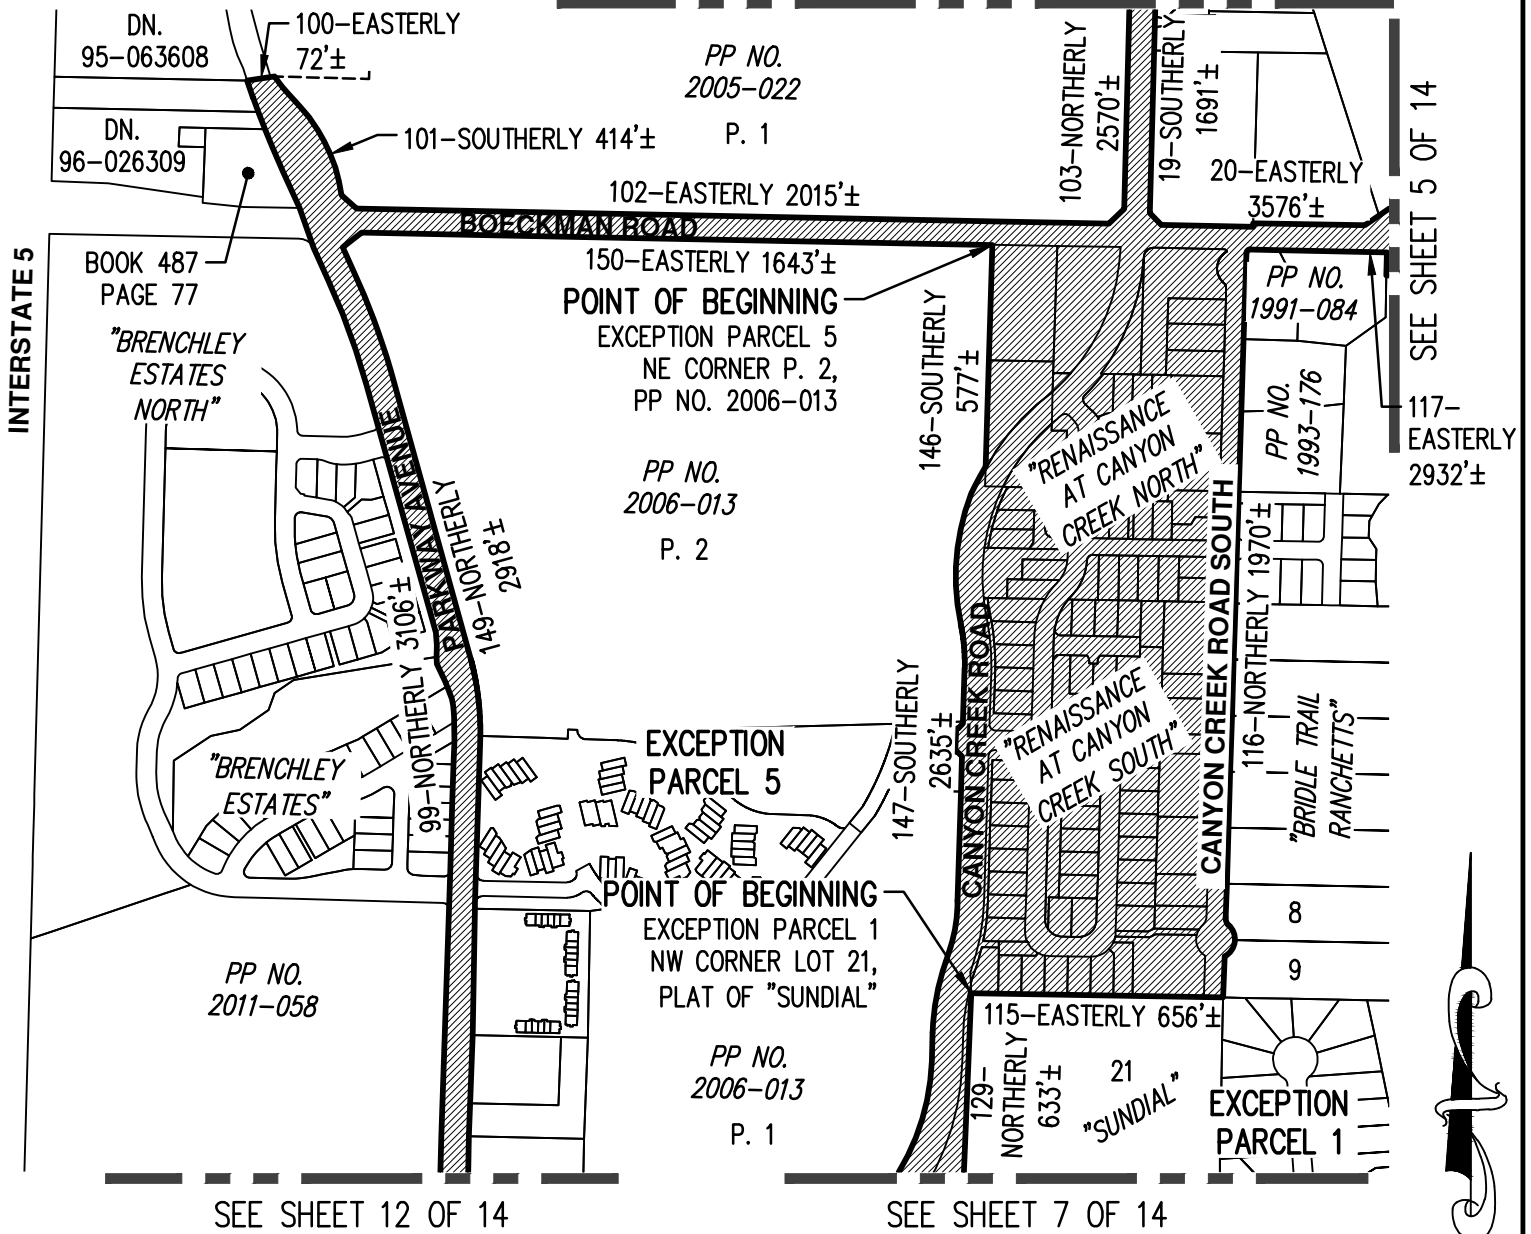 DN.
95-063608
100-EASTERLY
72'±
PP NO.
2005-022
P. 1
103-NORTHERLY
2570'±
19-SOUTHERLY
1691'±
DN.
96-026309
101-SOUTHERLY 414'±
102-EASTERLY 2015'±
20-EASTERLY
3576'±
SEE SHEET 5 OF 14
BOECKMAN ROAD
INTERSTATE 5
BOOK 487
PAGE 77
150-EASTERLY 1643'±
POINT OF BEGINNING
EXCEPTION PARCEL 5
NE CORNER P. 2,
PP NO. 2006-013
146-SOUTHERLY
577'±
PP NO.
1991-084
"BRENCHLEY
ESTATES
NORTH"
PP NO.
1993-176
117-
EASTERLY
2932'±
"RENAISSANCE
AT CANYON
CREEK NORTH"
PARKWAY AVENUE
149-NORTHERLY
2918'±
PP NO.
2006-013
P. 2
CANYON CREEK ROAD SOUTH
116-NORTHERLY 1970'±
99-NORTHERLY 3106'±
CANYON CREEK ROAD
147-SOUTHERLY
2635'±
"RENAISSANCE
AT CANYON
CREEK SOUTH"
"BRIDLE TRAIL
RANCHETTS"
"BRENCHLEY
ESTATES"
EXCEPTION
PARCEL 5
POINT OF BEGINNING
EXCEPTION PARCEL 1
NW CORNER LOT 21,
PLAT OF "SUNDIAL"
8
9
PP NO.
2011-058
115-EASTERLY 656'±
129-
NORTHERLY
633'±
21
"SUNDIAL"
PP NO.
2006-013
P. 1
EXCEPTION
PARCEL 1
SEE SHEET 12 OF 14
SEE SHEET 7 OF 14